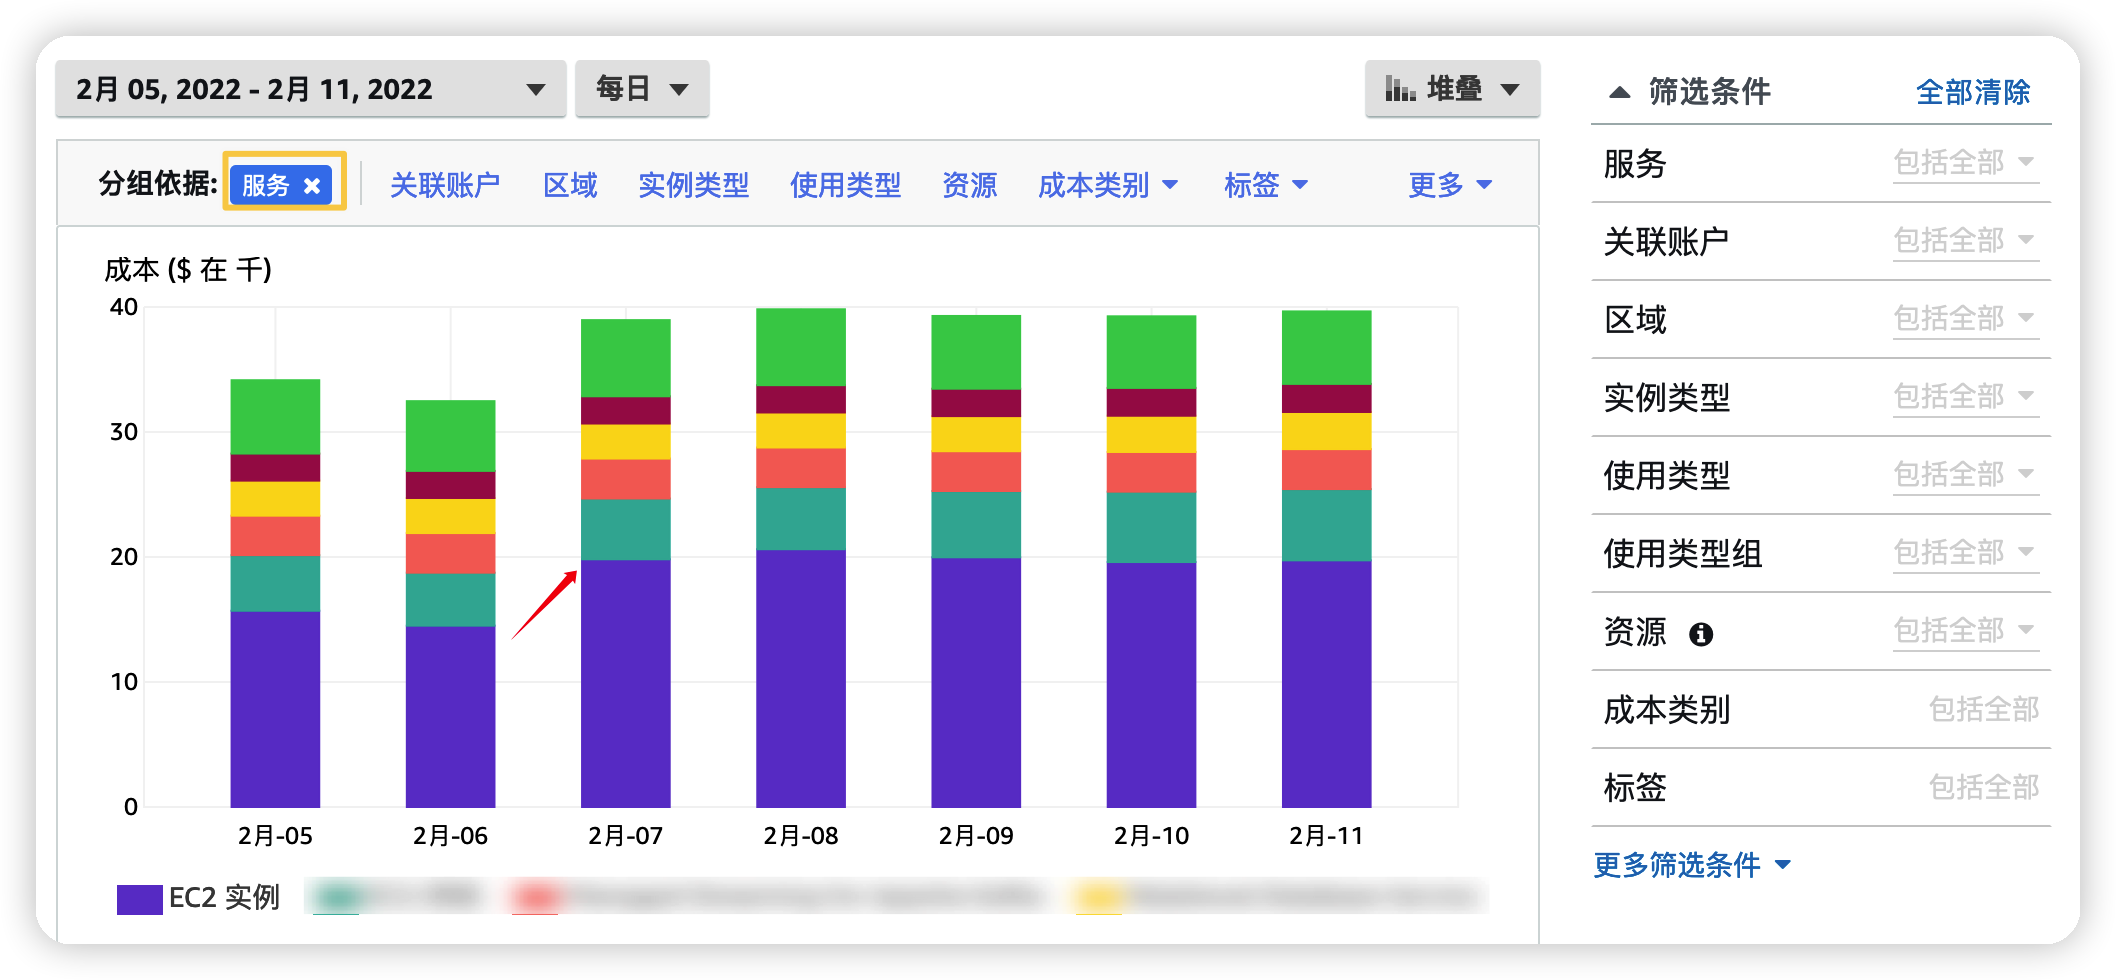 2月 05, 2022 - 2月 11, 2022 每日 堆叠
分组依据: 服务 × 关联账户 区域 实例类型 使用类型 资源 成本类别 标签 更多
成本 ($ 在 千)
40
30
20
10
0
2月-05 2月-06 2月-07 2月-08 2月-09 2月-10 2月-11
EC2 实例
筛选条件 全部清除
服务 包括全部
关联账户 包括全部
区域 包括全部
实例类型 包括全部
使用类型 包括全部
使用类型组 包括全部
资源 包括全部
成本类别 包括全部
标签 包括全部
更多筛选条件